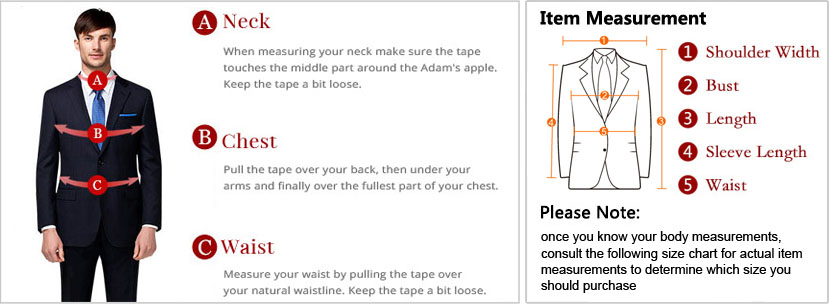 A Neck
When measuring your neck make sure the tape
touches the middle part around the Adam's apple.
Keep the tape a bit loose.
A
B Chest
Pull the tape over your back, then under your
arms and finally over the fullest part of your chest.
B
C
C Waist
Measure your waist by pulling the tape over
your natural waistline. Keep the tape a bit loose.
Item Measurement
1
2
3
4
5
1 Shoulder Width
2 Bust
3 Length
4 Sleeve Length
5 Waist
Please Note:
once you know your body measurements,
consult the following size chart for actual item
measurements to determine which size you
should purchase